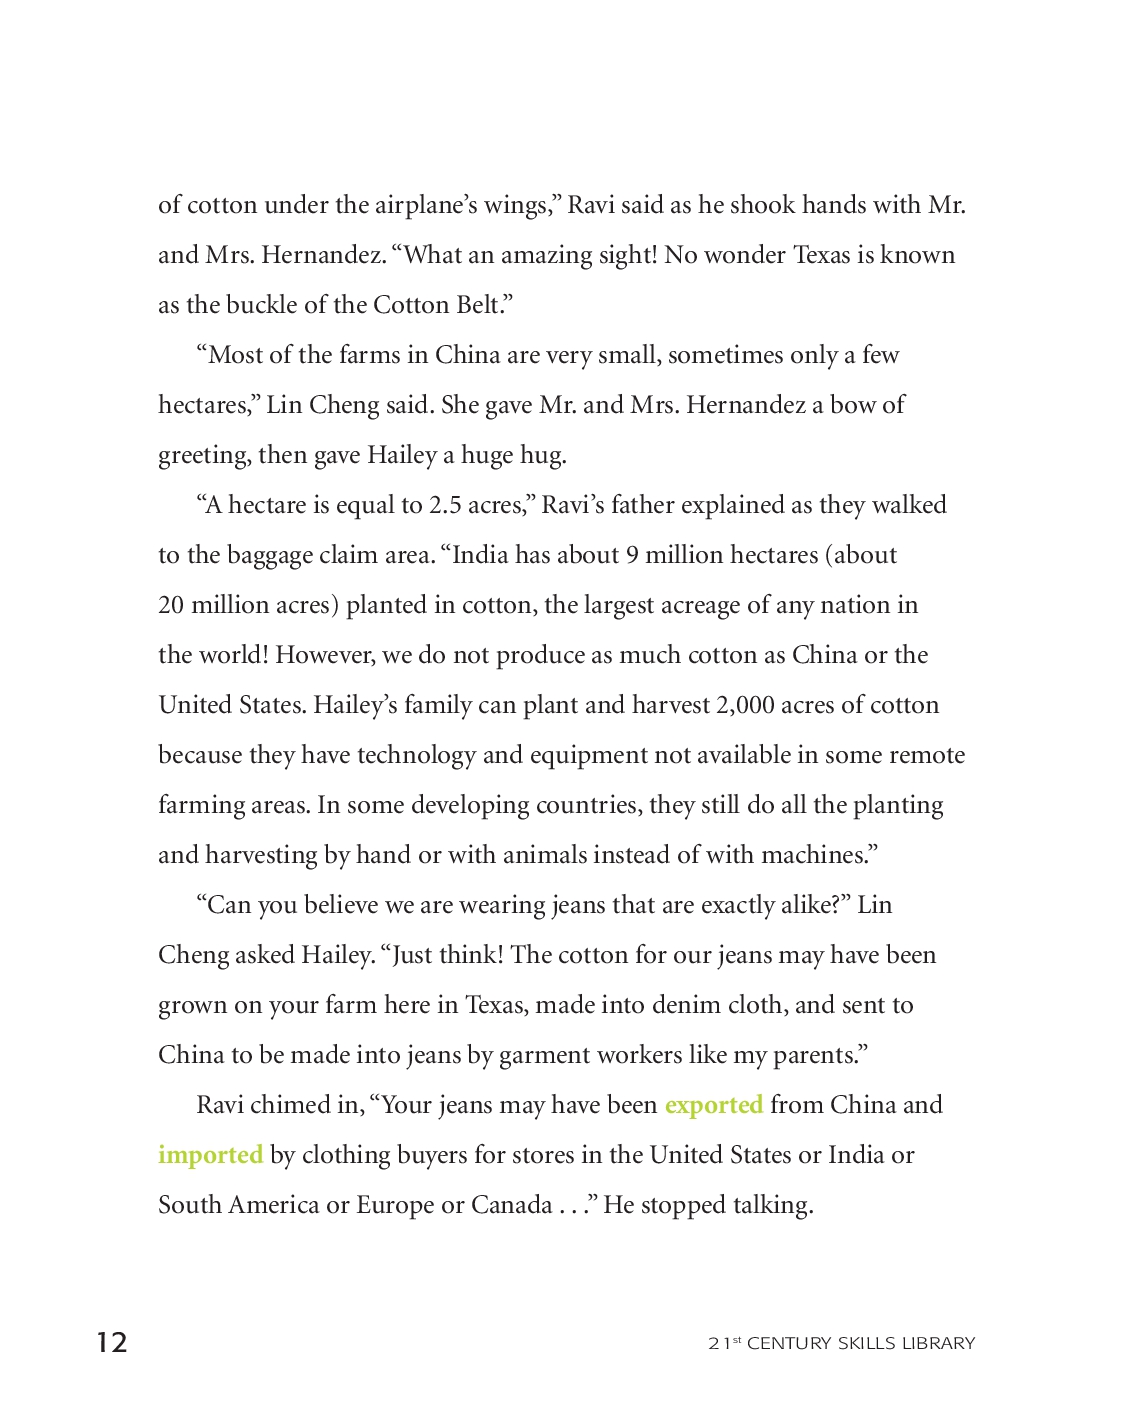 of cotton under the airplane’s wings,” Ravi said as he shook hands with Mr.
and Mrs. Hernandez. “What an amazing sight! No wonder Texas is known
as the buckle of the Cotton Belt.”
“Most of the farms in China are very small, sometimes only a few
hectares,” Lin Cheng said. She gave Mr. and Mrs. Hernandez a bow of
greeting, then gave Hailey a huge hug.
“A hectare is equal to 2.5 acres,” Ravi’s father explained as they walked
to the baggage claim area. “India has about 9 million hectares (about
20 million acres) planted in cotton, the largest acreage of any nation in
the world! However, we do not produce as much cotton as China or the
United States. Hailey’s family can plant and harvest 2,000 acres of cotton
because they have technology and equipment not available in some remote
farming areas. In some developing countries, they still do all the planting
and harvesting by hand or with animals instead of with machines.”
“Can you believe we are wearing jeans that are exactly alike?” Lin
Cheng asked Hailey. “Just think! The cotton for our jeans may have been
grown on your farm here in Texas, made into denim cloth, and sent to
China to be made into jeans by garment workers like my parents.”
Ravi chimed in, “Your jeans may have been exported from China and
imported by clothing buyers for stores in the United States or India or
South America or Europe or Canada . . .” He stopped talking.
12
21st CENTURY SKILLS LIBRARY